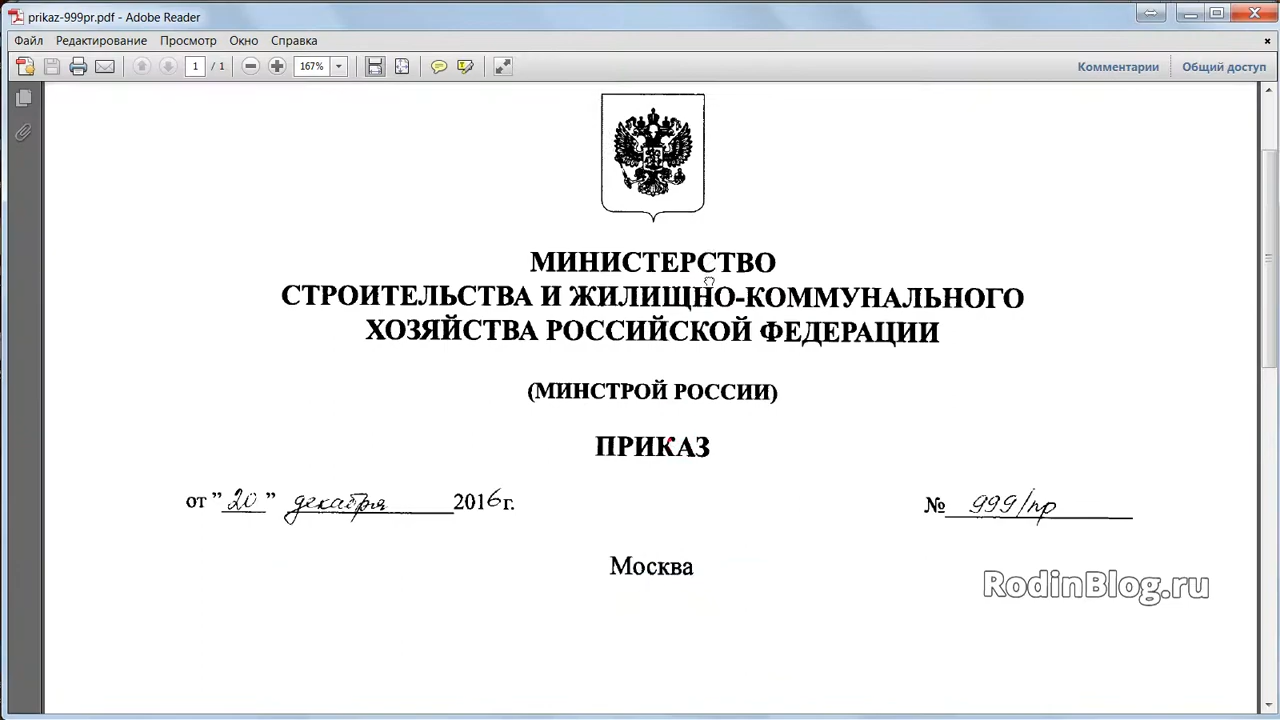 prikaz-999pr.pdf - Adobe Reader
Файл Редактирование Просмотр Окно Справка
1 / 1 167% Комментарии Общий доступ
МИНИСТЕРСТВО
СТРОИТЕЛЬСТВА И ЖИЛИЩНО-КОММУНАЛЬНОГО
ХОЗЯЙСТВА РОССИЙСКОЙ ФЕДЕРАЦИИ
(МИНСТРОЙ РОССИИ)
ПРИКАЗ
от "20" декабря 2016г. № 999/пр
Москва
RodinBlog.ru